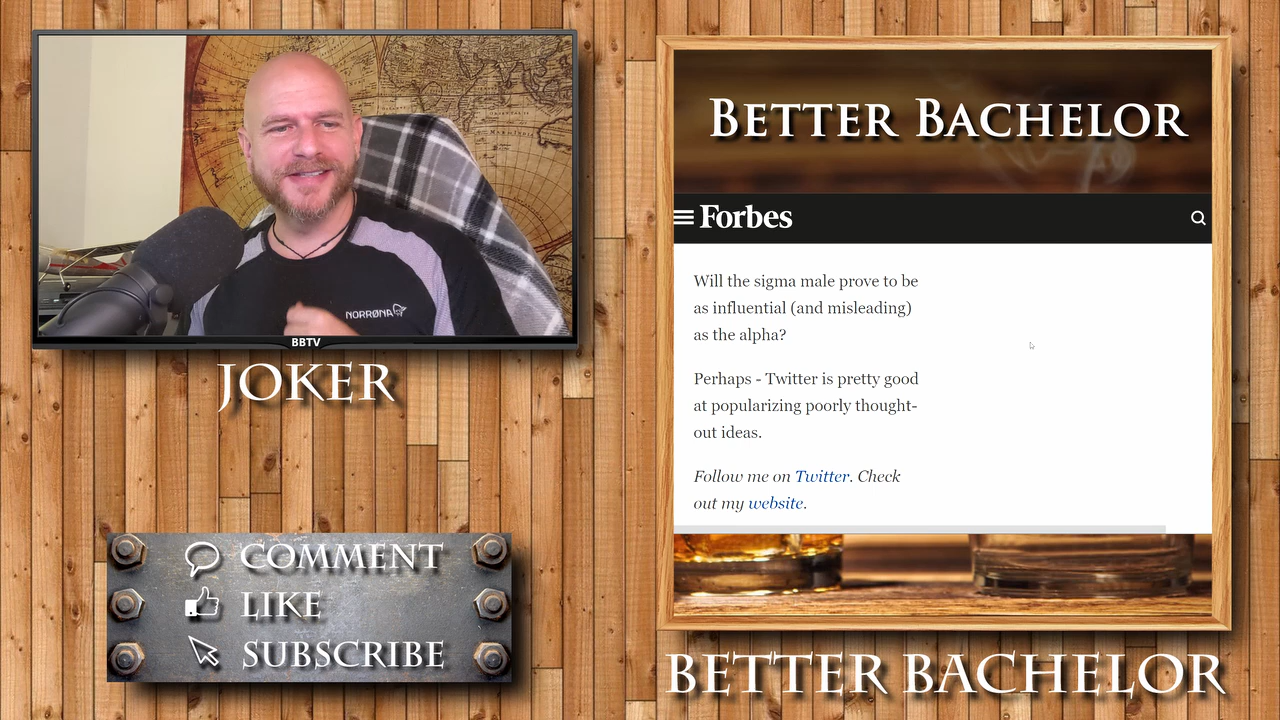 NORRØNA
BBTV
JOKER
COMMENT
LIKE
SUBSCRIBE
BETTER BACHELOR
Forbes
Will the sigma male prove to be
as influential (and misleading)
as the alpha?
Perhaps - Twitter is pretty good
at popularizing poorly thought-
out ideas.
Follow me on Twitter. Check
out my website.
BETTER BACHELOR